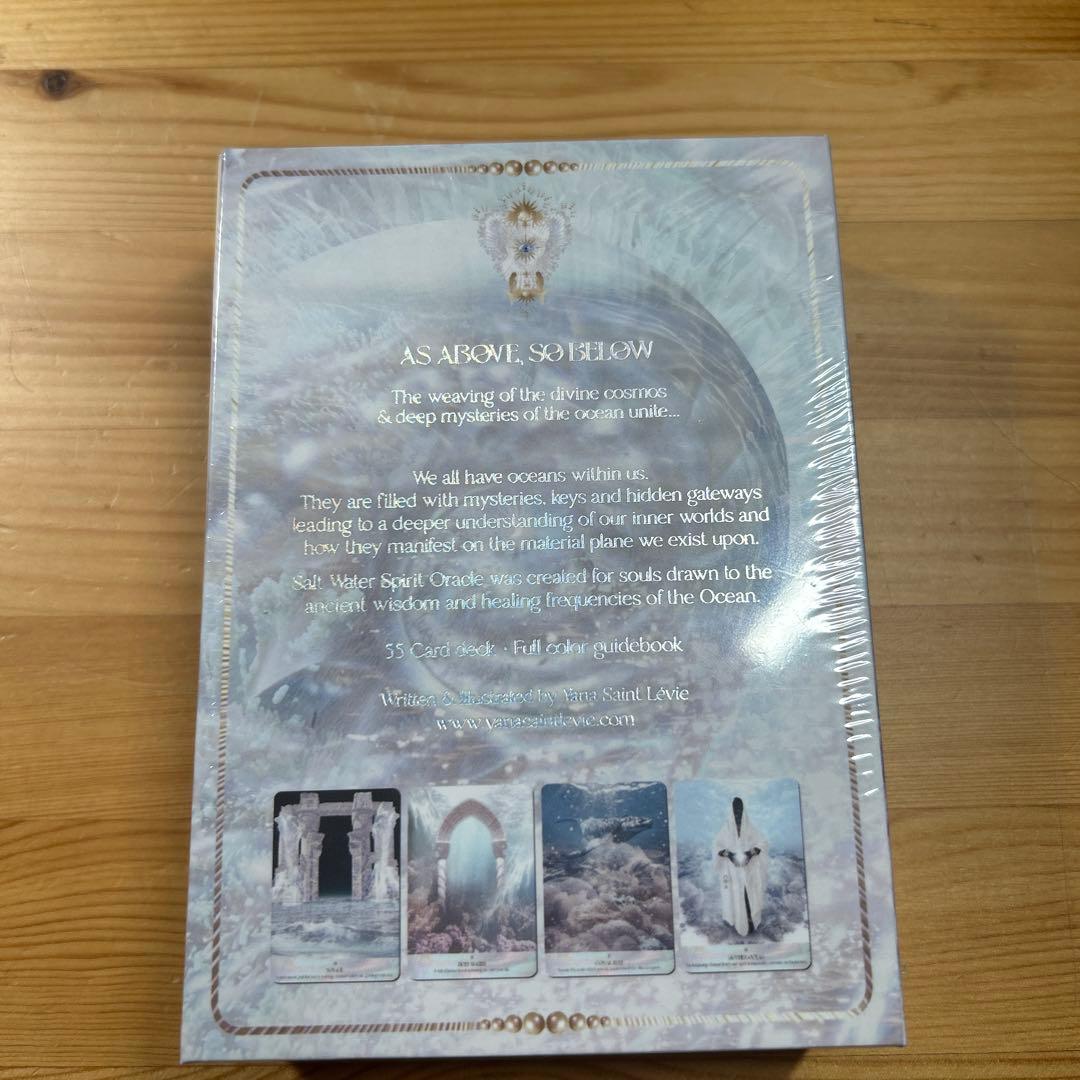 AS ABOVE, SO BELOW
The weaving of the divine cosmos
& deep mysteries of the ocean unite...
We all have oceans within us.
They are filled with mysteries, keys and hidden gateways
leading to a deeper understanding of our inner worlds and
how they manifest on the material plane we exist upon.
Salt Water Spirit Oracle was created for souls drawn to the
ancient wisdom and healing frequencies of the Ocean.
55 Card deck · Full color guidebook
Written & Illustrated by Yana Saint Lévie
www.yanasaintlevie.com